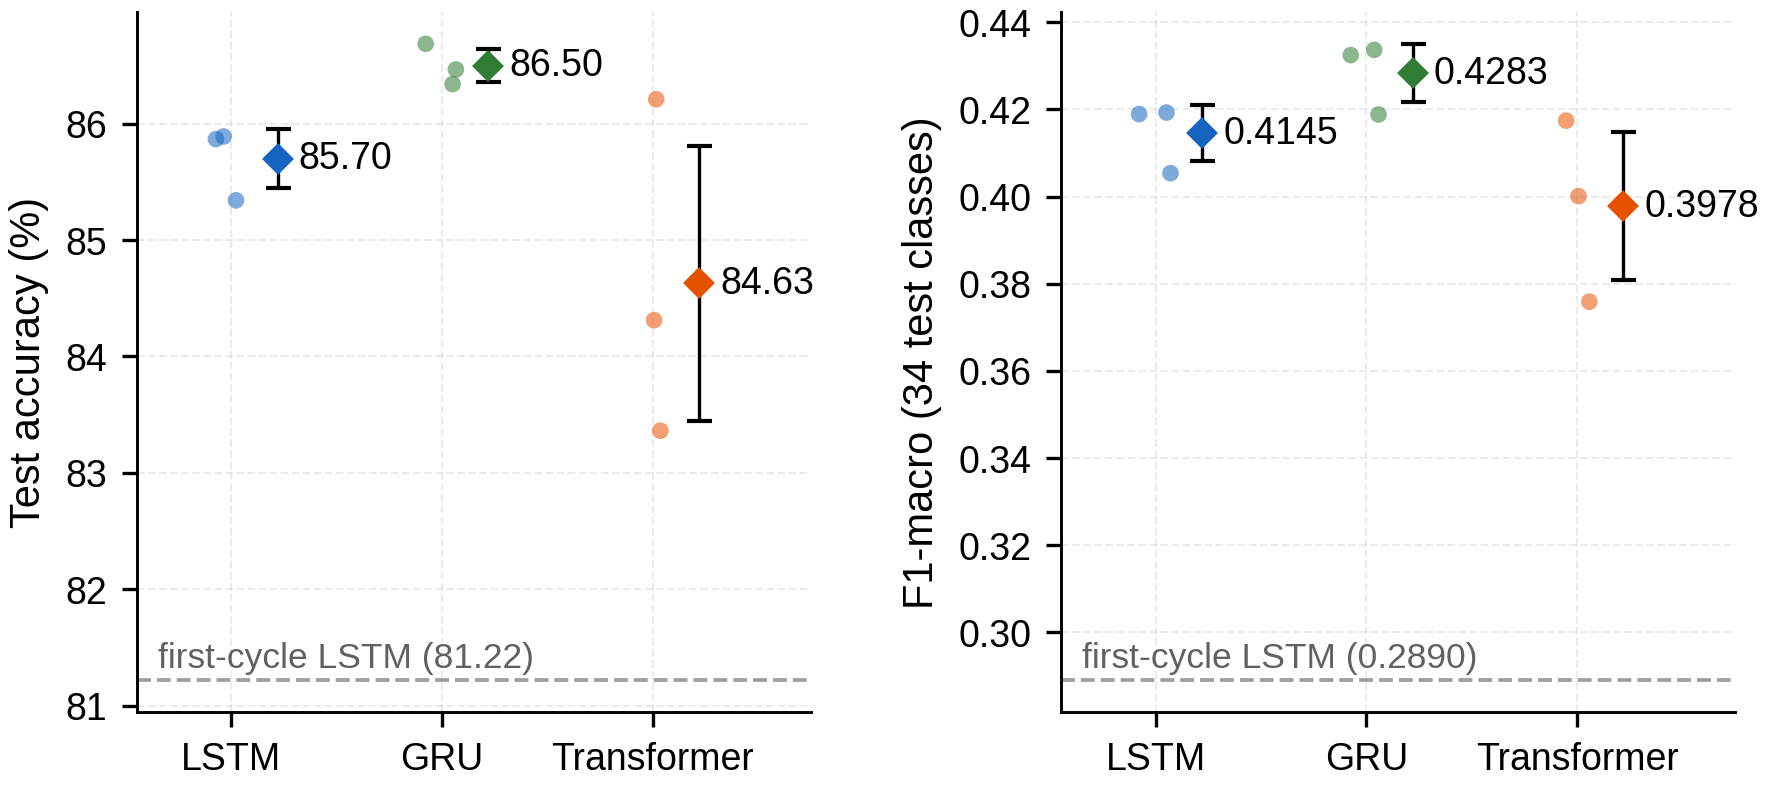 Test accuracy (%)
86
85
84
83
82
81
86.50
85.70
84.63
first-cycle LSTM (81.22)
LSTM
GRU
Transformer
F1-macro (34 test classes)
0.44
0.42
0.40
0.38
0.36
0.34
0.32
0.30
0.4283
0.4145
0.3978
first-cycle LSTM (0.2890)
LSTM
GRU
Transformer